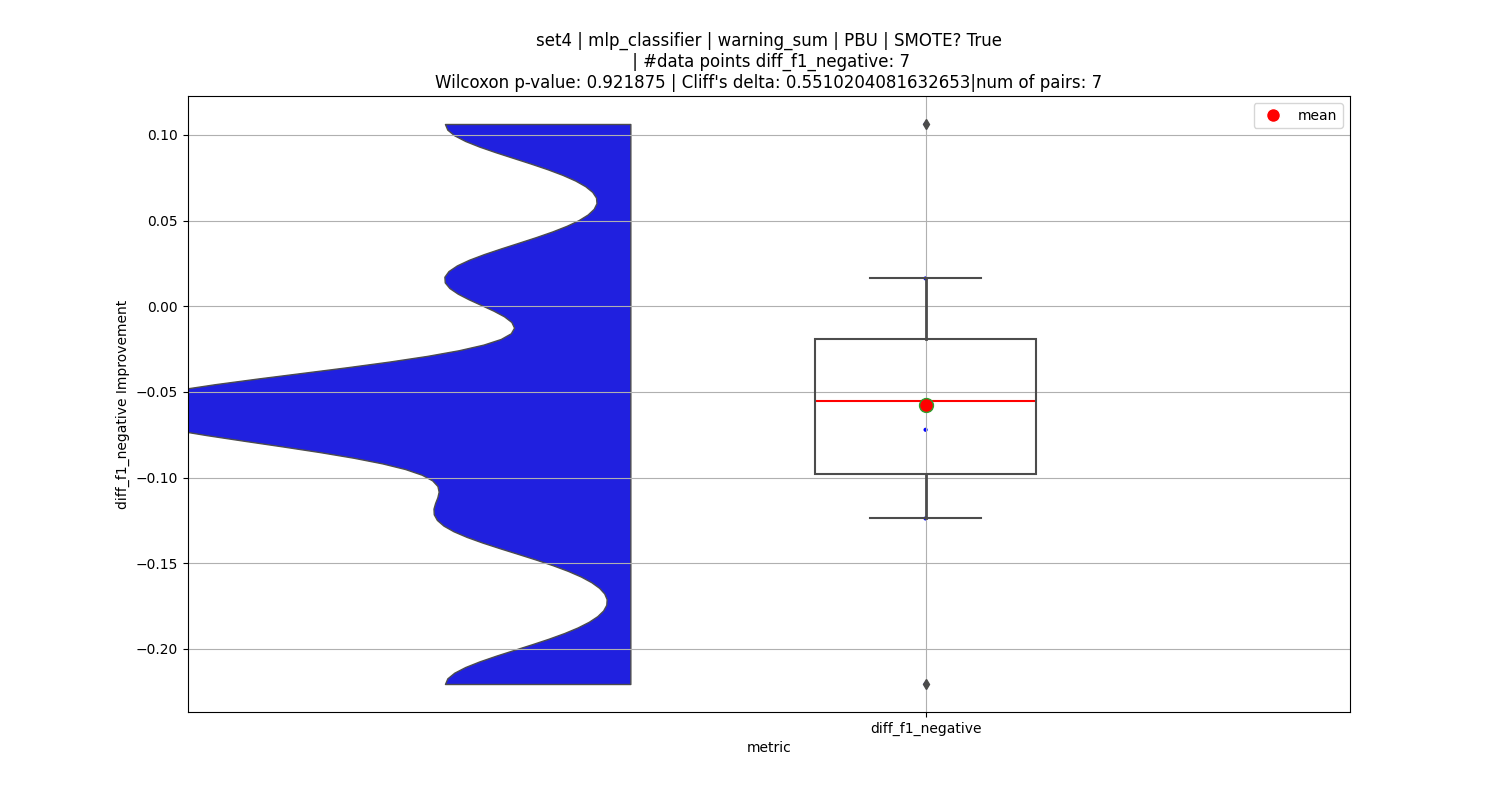 set4 | mlp_classifier | warning_sum | PBU | SMOTE? True
| #data points diff_f1_negative: 7
Wilcoxon p-value: 0.921875 | Cliff's delta: 0.5510204081632653|num of pairs: 7
mean
0.10
0.05
0.00
−0.05
−0.10
−0.15
−0.20
diff_f1_negative Improvement
diff_f1_negative
metric